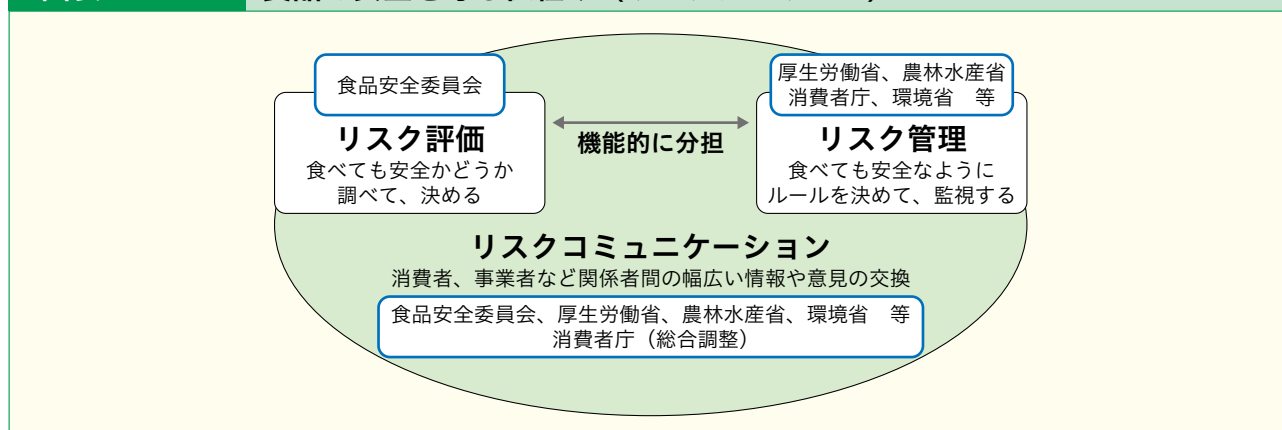 食品安全委員会
リスク評価
食べても安全かどうか
調べて、決める
機能的に分担
厚生労働省、農林水産省
消費者庁、環境省　等
リスク管理
食べても安全なように
ルールを決めて、監視する
リスクコミュニケーション
消費者、事業者など関係者間の幅広い情報や意見の交換
食品安全委員会、厚生労働省、農林水産省、環境省　等
消費者庁（総合調整）